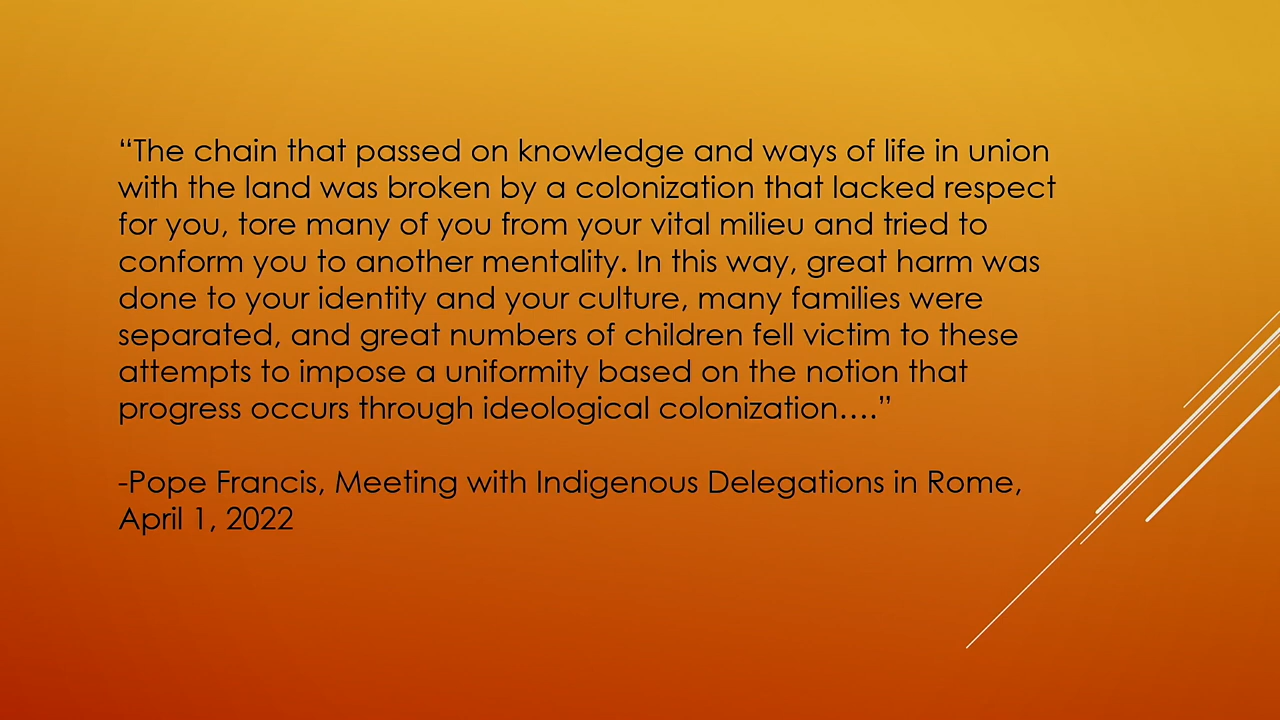 “The chain that passed on knowledge and ways of life in union
with the land was broken by a colonization that lacked respect
for you, tore many of you from your vital milieu and tried to
conform you to another mentality. In this way, great harm was
done to your identity and your culture, many families were
separated, and great numbers of children fell victim to these
attempts to impose a uniformity based on the notion that
progress occurs through ideological colonization….”
-Pope Francis, Meeting with Indigenous Delegations in Rome,
April 1, 2022